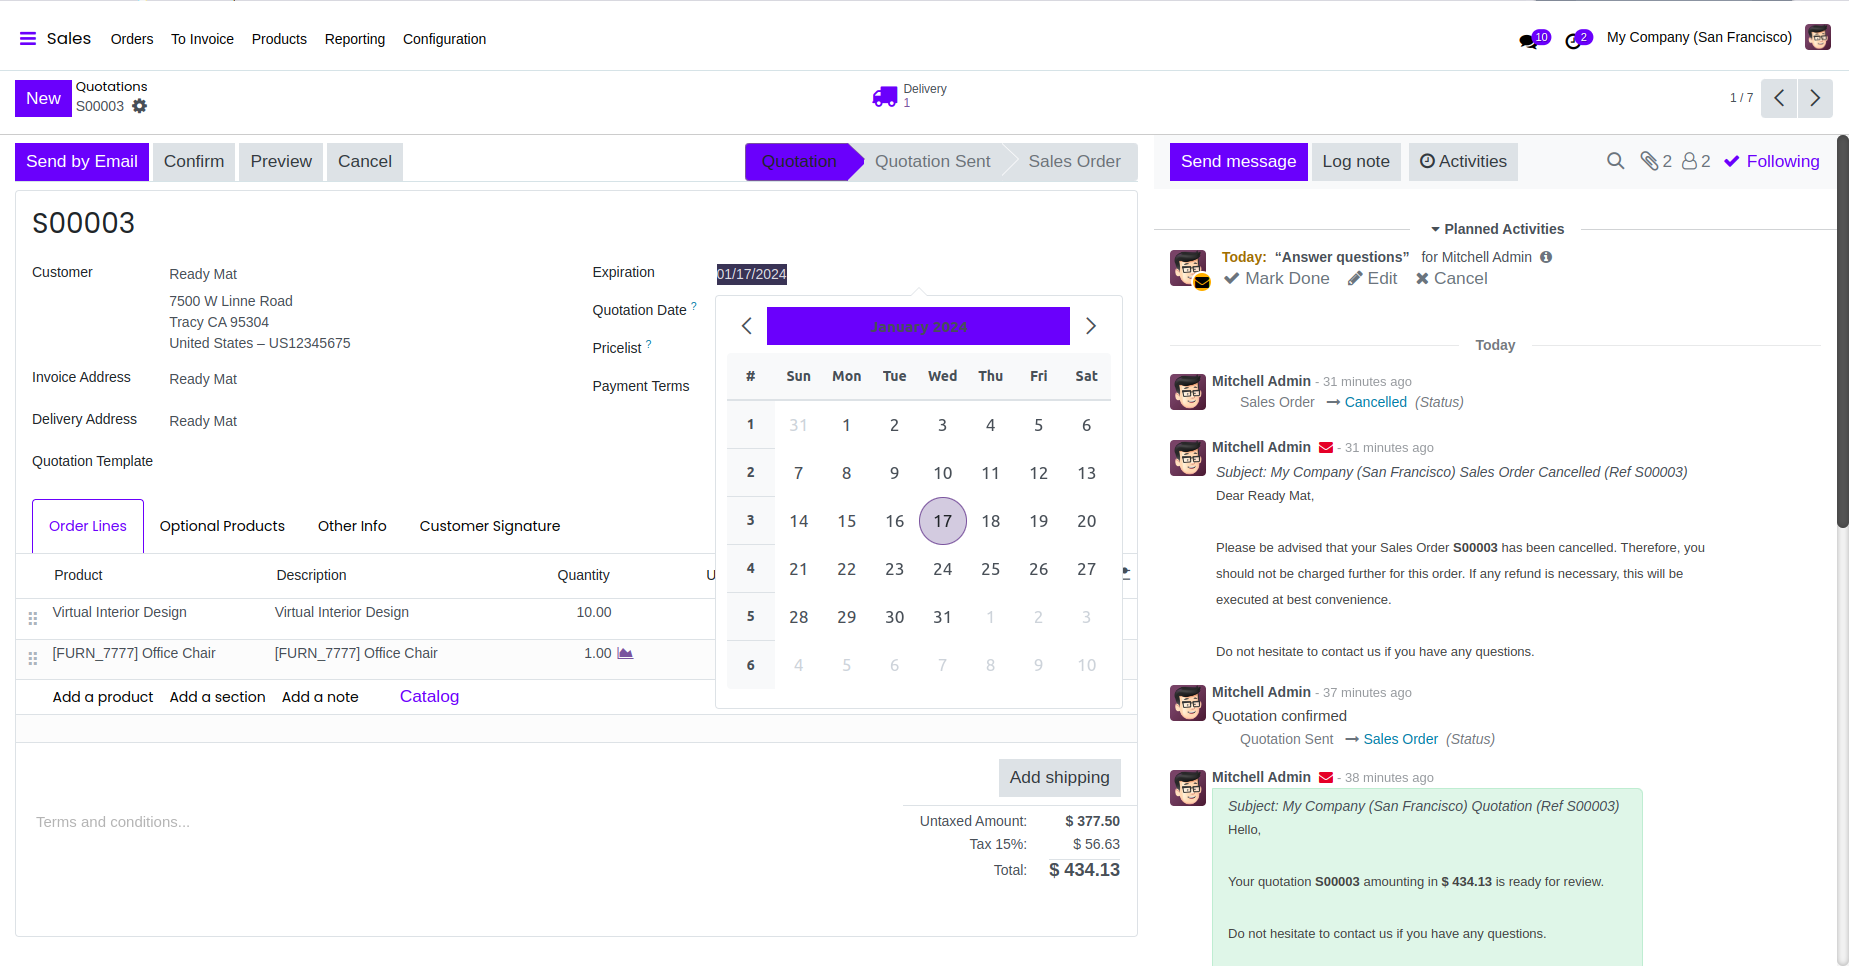 Sales Orders To Invoice Products Reporting Configuration 10 2 My Company (San Francisco)
New Quotations
S00003
Delivery
1
1 / 7
Send by Email Confirm Preview Cancel Quotation Quotation Sent Sales Order
Send message Log note Activities 2 2 Following
S00003
Customer Ready Mat
7500 W Linne Road
Tracy CA 95304
United States – US12345675
Invoice Address Ready Mat
Delivery Address Ready Mat
Quotation Template
Expiration 01/17/2024
Quotation Date ?
Pricelist ?
Payment Terms
January 2024
# Sun Mon Tue Wed Thu Fri Sat
1 31 1 2 3 4 5 6
2 7 8 9 10 11 12 13
3 14 15 16 17 18 19 20
4 21 22 23 24 25 26 27
5 28 29 30 31 1 2 3
6 4 5 6 7 8 9 10
Order Lines Optional Products Other Info Customer Signature
Product Description Quantity U
Virtual Interior Design Virtual Interior Design 10.00
[FURN_7777] Office Chair [FURN_7777] Office Chair 1.00
Add a product Add a section Add a note Catalog
Add shipping
Terms and conditions...
Untaxed Amount: $ 377.50
Tax 15%: $ 56.63
Total: $ 434.13
Planned Activities
Today: “Answer questions” for Mitchell Admin
Mark Done Edit Cancel
Today
Mitchell Admin - 31 minutes ago
Sales Order Cancelled (Status)
Mitchell Admin - 31 minutes ago
Subject: My Company (San Francisco) Sales Order Cancelled (Ref S00003)
Dear Ready Mat,
Please be advised that your Sales Order S00003 has been cancelled. Therefore, you
should not be charged further for this order. If any refund is necessary, this will be
executed at best convenience.
Do not hesitate to contact us if you have any questions.
Mitchell Admin - 37 minutes ago
Quotation confirmed
Quotation Sent Sales Order (Status)
Mitchell Admin - 38 minutes ago
Subject: My Company (San Francisco) Quotation (Ref S00003)
Hello,
Your quotation S00003 amounting in $ 434.13 is ready for review.
Do not hesitate to contact us if you have any questions.